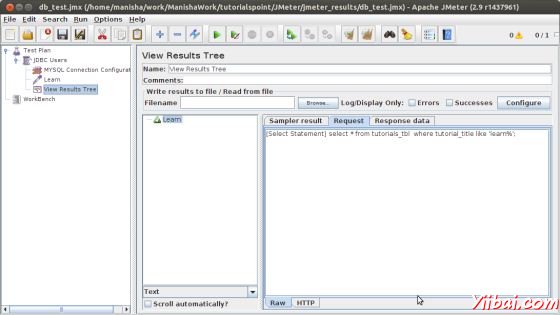 db_test.jmx (/home/manisha/work/ManishaWork/tutorialspoint/JMeter/jmeter_results/db_test.jmx) - Apache JMeter (2.9 r1437961)
File Edit Search Run Options Help
0 0 / 1
Test Plan
JDBC Users
MYSQL Connection Configurat
Learn
View Results Tree
WorkBench
View Results Tree
Name: View Results Tree
Comments:
Write results to file / Read from file
Filename Browse... Log/Display Only: Errors Successes Configure
Learn
Sampler result Request Response data
[Select Statement] select * from tutorials_tbl where tutorial_title like 'learn%';
Text
Scroll automatically?
Raw HTTP
Yiibai.com